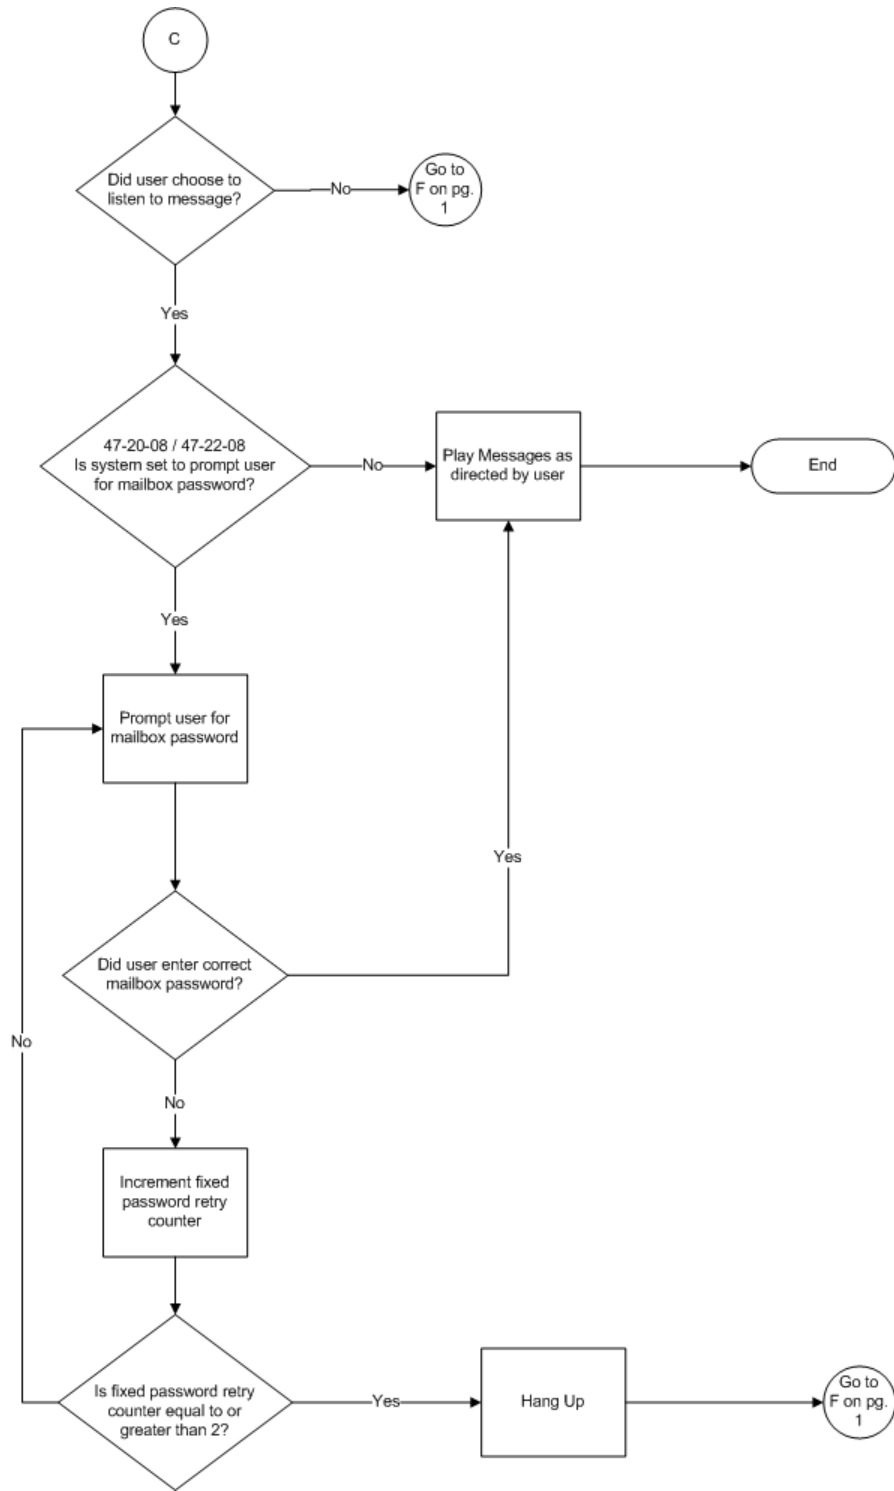 C
Did user choose to
listen to message?
No
Go to
F on pg.
1
Yes
47-20-08 / 47-22-08
Is system set to prompt user
for mailbox password?
No
Play Messages as
directed by user
End
Yes
Prompt user for
mailbox password
Yes
Did user enter correct
mailbox password?
No
No
Increment fixed
password retry
counter
Is fixed password retry
counter equal to or
greater than 2?
Yes
Hang Up
Go to
F on pg.
1